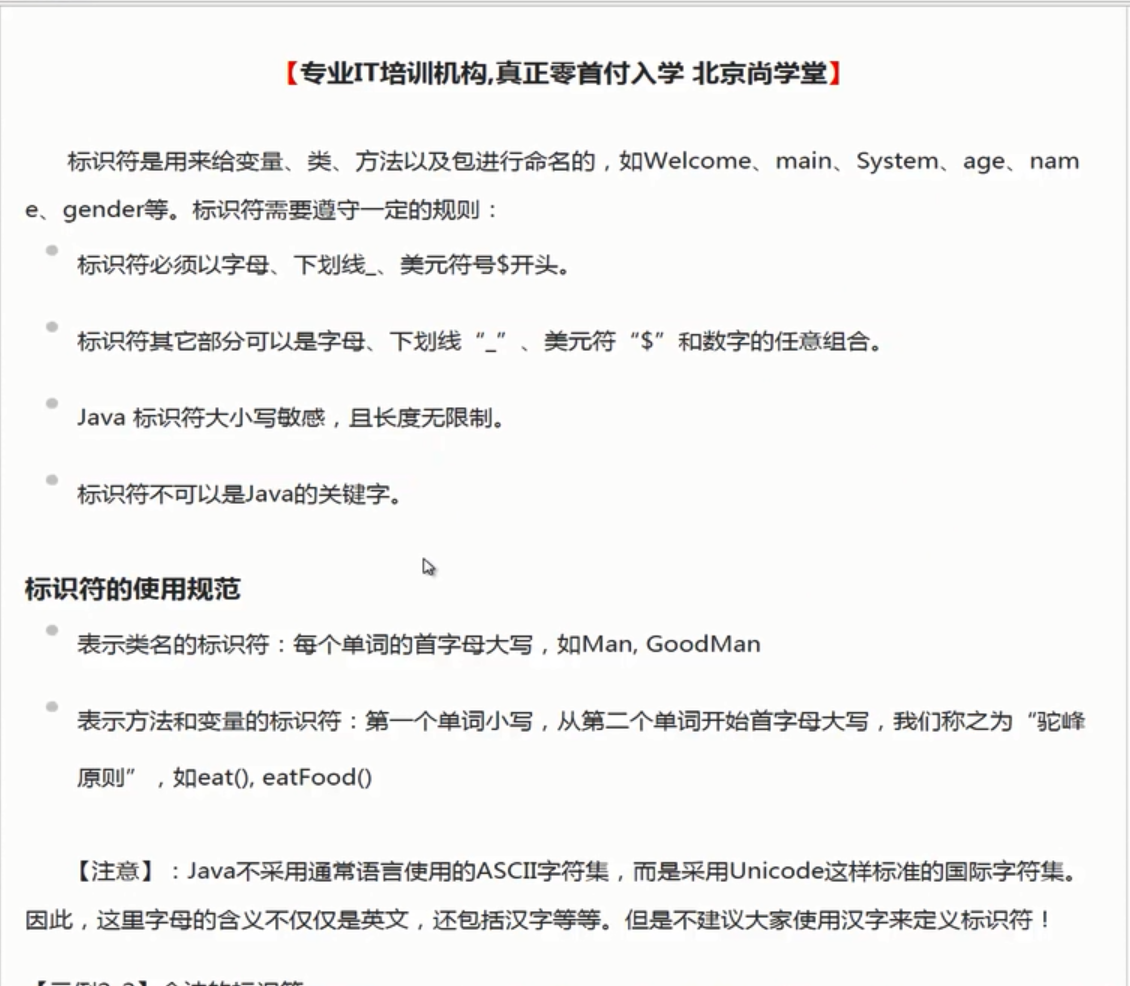 【专业IT培训机构,真正零首付入学 北京尚学堂】
标识符是用来给变量、类、方法以及包进行命名的，如Welcome、main、System、age、nam
e、gender等。标识符需要遵守一定的规则：
标识符必须以字母、下划线_、美元符号$开头。
标识符其它部分可以是字母、下划线“_”、美元符“$”和数字的任意组合。
Java 标识符大小写敏感，且长度无限制。
标识符不可以是Java的关键字。
标识符的使用规范
表示类名的标识符：每个单词的首字母大写，如Man, GoodMan
表示方法和变量的标识符：第一个单词小写，从第二个单词开始首字母大写，我们称之为“驼峰
原则”，如eat(), eatFood()
【注意】：Java不采用通常语言使用的ASCII字符集，而是采用Unicode这样标准的国际字符集。
因此，这里字母的含义不仅仅是英文，还包括汉字等等。但是不建议大家使用汉字来定义标识符！